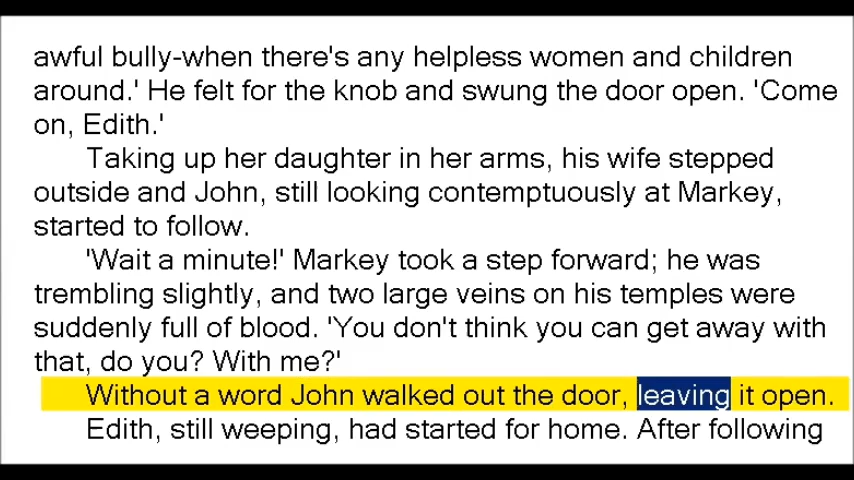 awful bully-when there's any helpless women and children
around.' He felt for the knob and swung the door open. 'Come
on, Edith.'
Taking up her daughter in her arms, his wife stepped
outside and John, still looking contemptuously at Markey,
started to follow.
'Wait a minute!' Markey took a step forward; he was
trembling slightly, and two large veins on his temples were
suddenly full of blood. 'You don't think you can get away with
that, do you? With me?'
Without a word John walked out the door, leaving it open.
Edith, still weeping, had started for home. After following